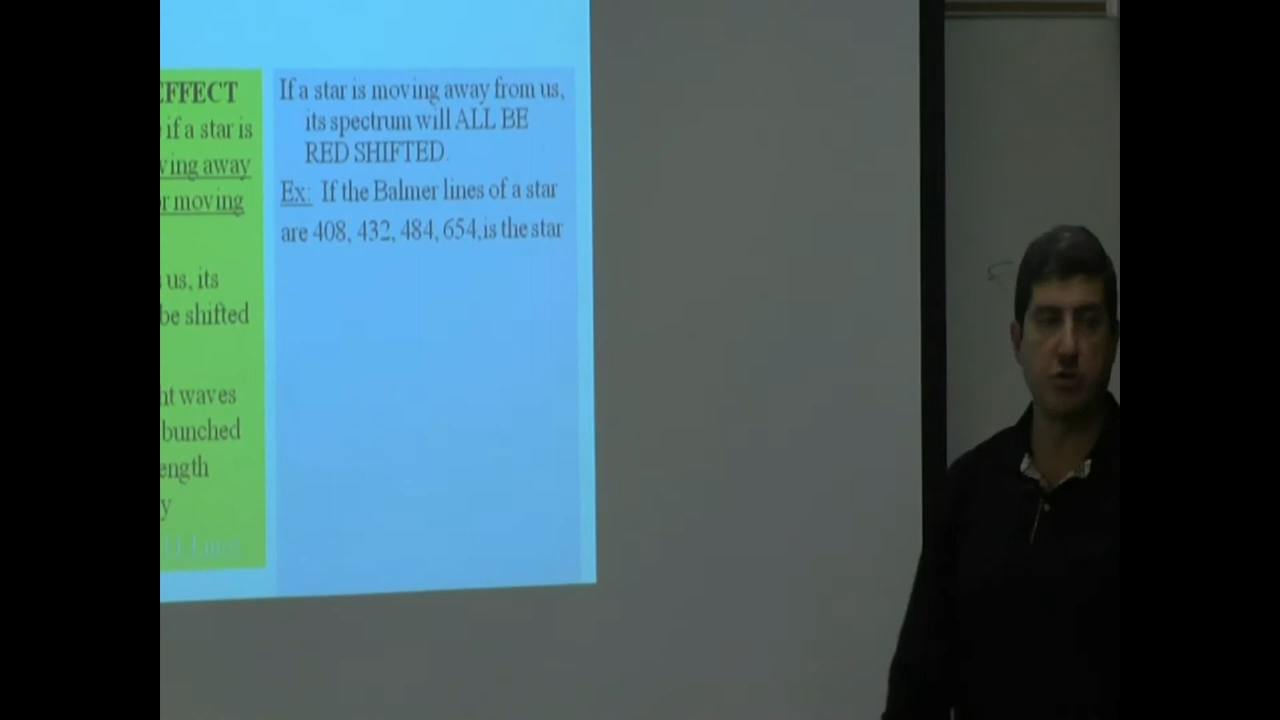 EFFECT
if a star is
ving away
r moving
us, its
be shifted
ht waves
bunched
ength
y
If a star is moving away from us,
its spectrum will ALL BE
RED SHIFTED.
Ex: If the Balmer lines of a star
are 408, 432, 484, 654,is the star